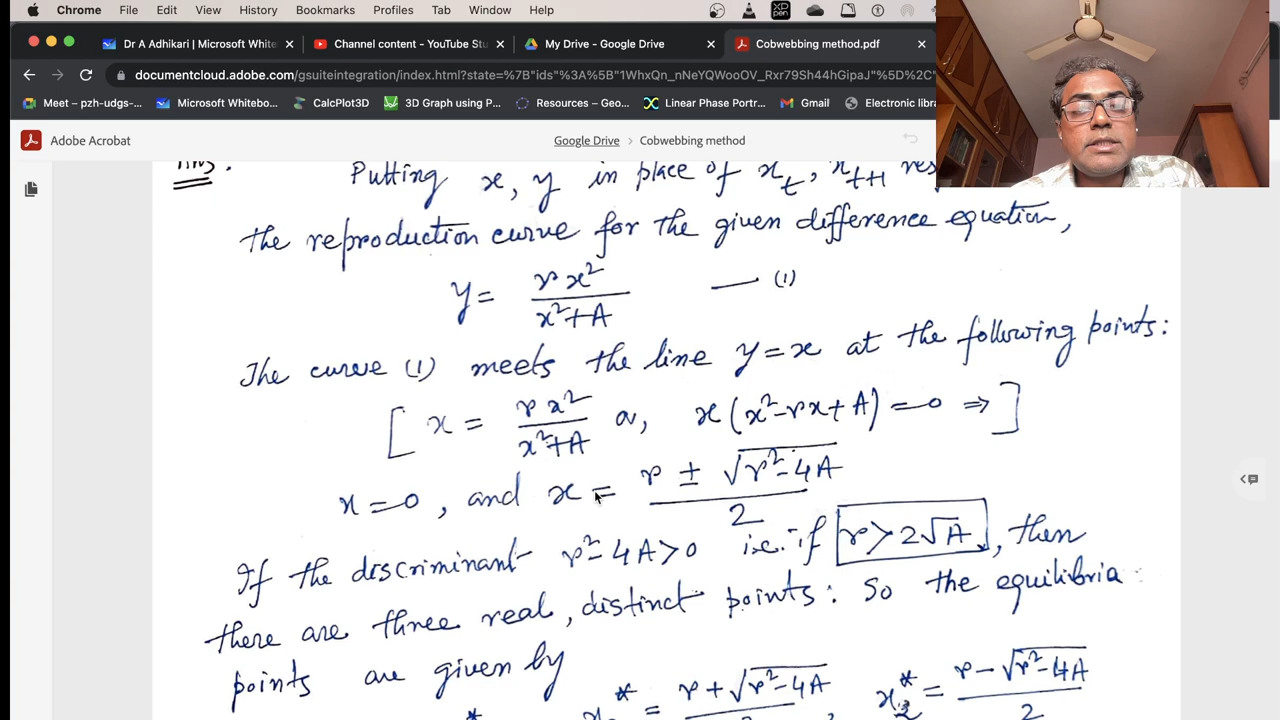 Chrome File Edit View History Bookmarks Profiles Tab Window Help
Dr A Adhikari | Microsoft White × Channel content - YouTube Stu × My Drive - Google Drive × Cobwebbing method.pdf ×
documentcloud.adobe.com/gsuiteintegration/index.html?state=%7B"ids"%3A%5B"1WhxQn_nNeYQWooOV_Rxr79Sh44hGipaJ"%5D%2C"
Meet – pzh-udgs-... Microsoft Whitebo... CalcPlot3D 3D Graph using P... Resources – Geo... Linear Phase Portr... Gmail Electronic libra
Adobe Acrobat Google Drive Cobwebbing method
Ans.
Putting x, y in place of x_t, x_{t+1} res
the reproduction curve for the given difference equation,
y = r x² / (x²+A) — (1)
The curve (1) meets the line y = x at the following points:
[ x = r x² / (x²+A) or, x(x²-rx+A) = 0 ⇒ ]
x = 0, and x = (r ± √(r²-4A)) / 2
If the discriminant r²-4A>0 i.e. if r > 2√A, then
there are three real, distinct points: So the equilibria
points are given by
* = (r + √(r²-4A)) / 2, x₂* = (r - √(r²-4A)) / 2